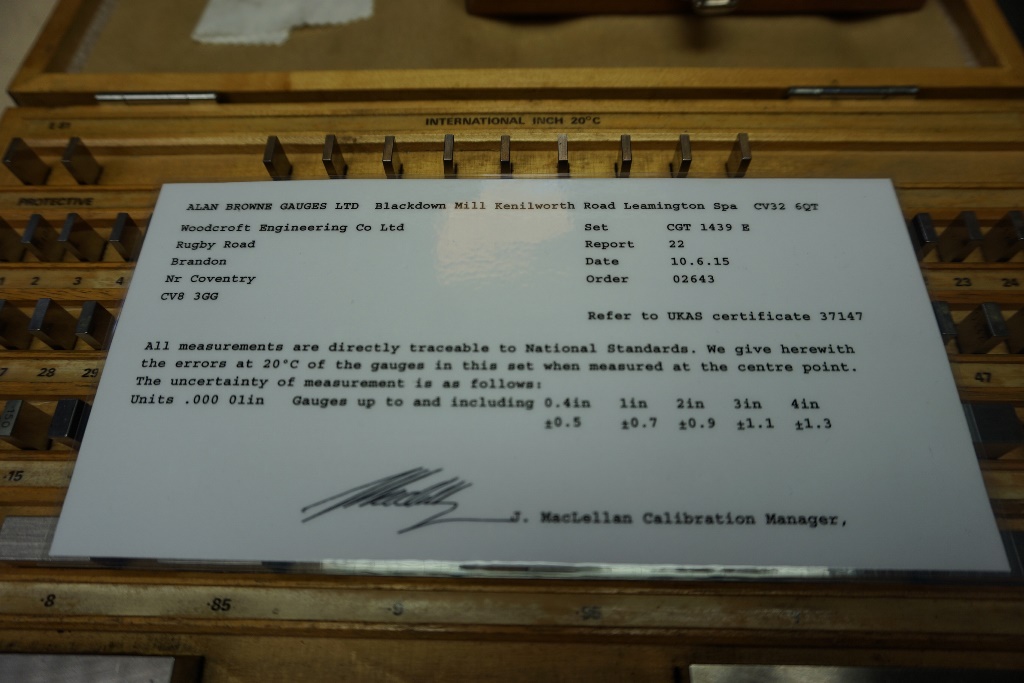 INTERNATIONAL INCH 20°C
PROTECTIVE
ALAN BROWNE GAUGES LTD Blackdown Mill Kenilworth Road Leamington Spa CV32 6QT
Woodcroft Engineering Co Ltd
Rugby Road
Brandon
Nr Coventry
CV8 3GG
Set CGT 1439 E
Report 22
Date 10.6.15
Order 02643
Refer to UKAS certificate 37147
All measurements are directly traceable to National Standards. We give herewith
the errors at 20°C of the gauges in this set when measured at the centre point.
The uncertainty of measurement is as follows:
Units .000 01in Gauges up to and including 0.4in 1in 2in 3in 4in
±0.5 ±0.7 ±0.9 ±1.1 ±1.3
J. MacLellan Calibration Manager,
1 2 3 4
23 24
28 29
47
·15
·8 ·85 ·9